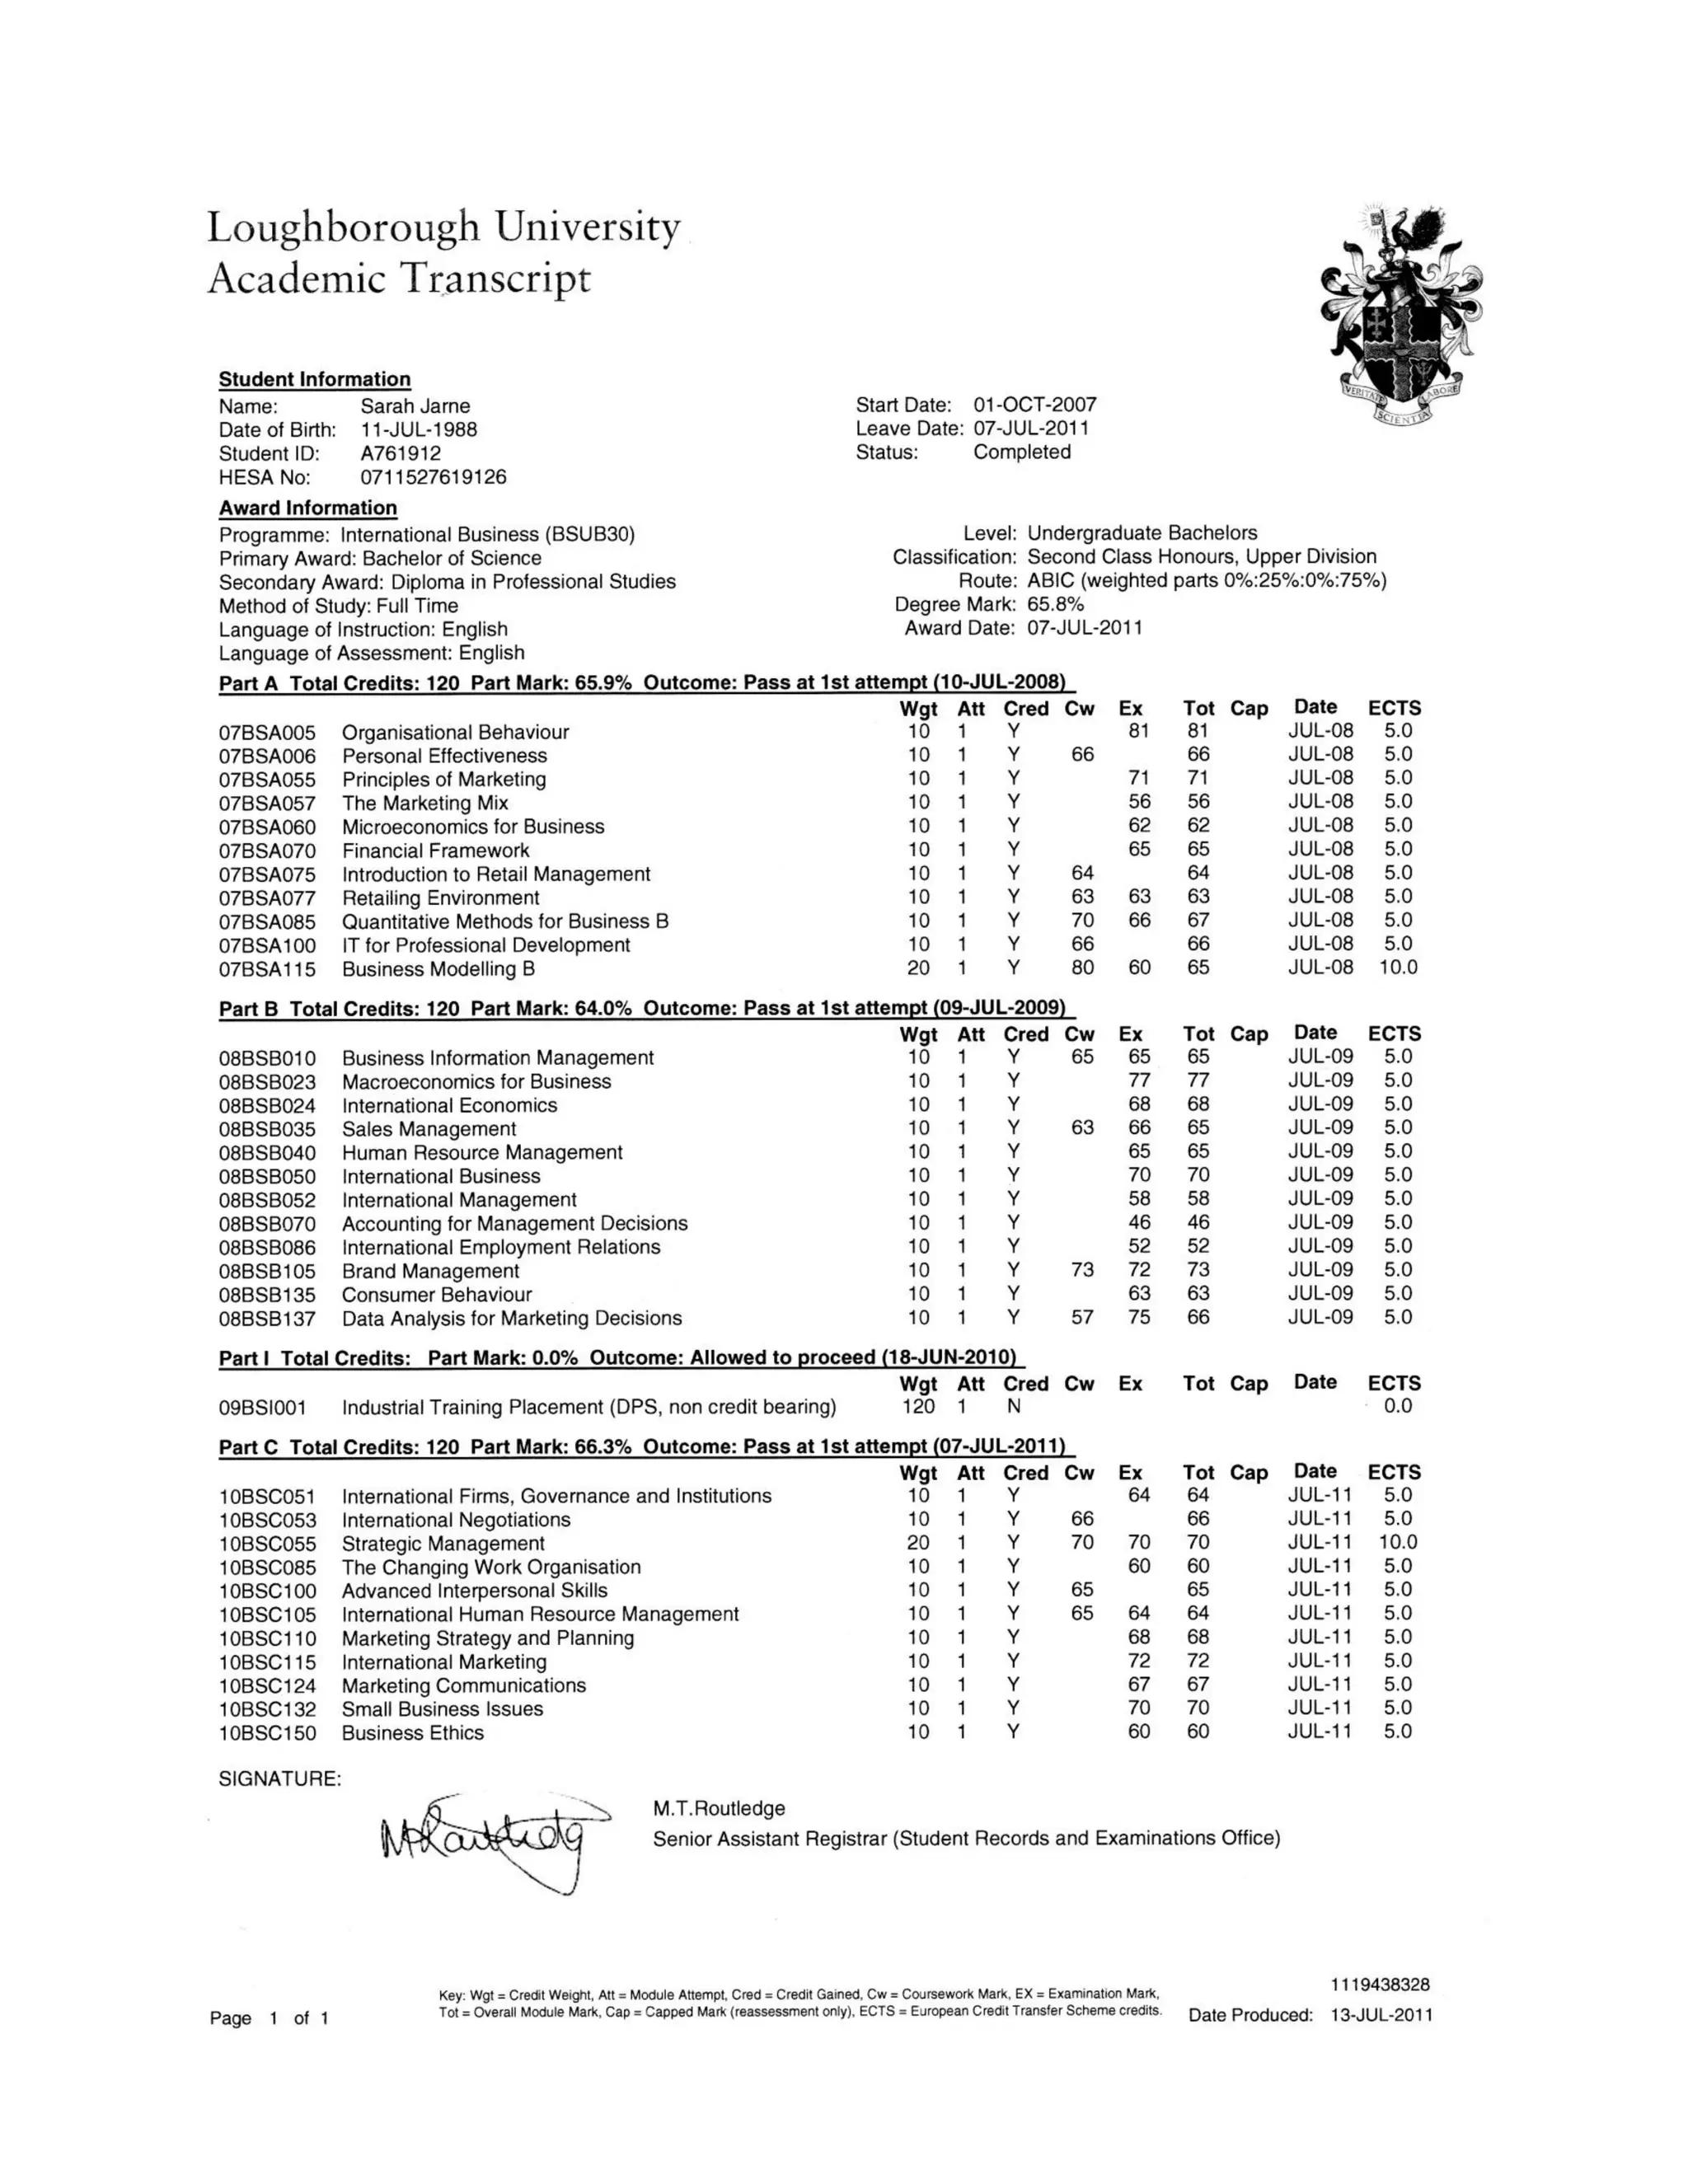 Loughborough University
Academic Transcript
VERITATE SCIENTIA LABORE
Student Information
Name: Sarah Jarne
Date of Birth: 11-JUL-1988
Student ID: A761912
HESA No: 0711527619126
Start Date: 01-OCT-2007
Leave Date: 07-JUL-2011
Status: Completed
Award Information
Programme: International Business (BSUB30)
Primary Award: Bachelor of Science
Secondary Award: Diploma in Professional Studies
Method of Study: Full Time
Language of Instruction: English
Language of Assessment: English
Level: Undergraduate Bachelors
Classification: Second Class Honours, Upper Division
Route: ABIC (weighted parts 0%:25%:0%:75%)
Degree Mark: 65.8%
Award Date: 07-JUL-2011
Part A Total Credits: 120 Part Mark: 65.9% Outcome: Pass at 1st attempt (10-JUL-2008)
Wgt Att Cred Cw Ex Tot Cap Date ECTS
07BSA005 Organisational Behaviour 10 1 Y 81 81 JUL-08 5.0
07BSA006 Personal Effectiveness 10 1 Y 66 66 JUL-08 5.0
07BSA055 Principles of Marketing 10 1 Y 71 71 JUL-08 5.0
07BSA057 The Marketing Mix 10 1 Y 56 56 JUL-08 5.0
07BSA060 Microeconomics for Business 10 1 Y 62 62 JUL-08 5.0
07BSA070 Financial Framework 10 1 Y 65 65 JUL-08 5.0
07BSA075 Introduction to Retail Management 10 1 Y 64 64 JUL-08 5.0
07BSA077 Retailing Environment 10 1 Y 63 63 63 JUL-08 5.0
07BSA085 Quantitative Methods for Business B 10 1 Y 70 66 67 JUL-08 5.0
07BSA100 IT for Professional Development 10 1 Y 66 66 JUL-08 5.0
07BSA115 Business Modelling B 20 1 Y 80 60 65 JUL-08 10.0
Part B Total Credits: 120 Part Mark: 64.0% Outcome: Pass at 1st attempt (09-JUL-2009)
Wgt Att Cred Cw Ex Tot Cap Date ECTS
08BSB010 Business Information Management 10 1 Y 65 65 65 JUL-09 5.0
08BSB023 Macroeconomics for Business 10 1 Y 77 77 JUL-09 5.0
08BSB024 International Economics 10 1 Y 68 68 JUL-09 5.0
08BSB035 Sales Management 10 1 Y 63 66 65 JUL-09 5.0
08BSB040 Human Resource Management 10 1 Y 65 65 JUL-09 5.0
08BSB050 International Business 10 1 Y 70 70 JUL-09 5.0
08BSB052 International Management 10 1 Y 58 58 JUL-09 5.0
08BSB070 Accounting for Management Decisions 10 1 Y 46 46 JUL-09 5.0
08BSB086 International Employment Relations 10 1 Y 52 52 JUL-09 5.0
08BSB105 Brand Management 10 1 Y 73 72 73 JUL-09 5.0
08BSB135 Consumer Behaviour 10 1 Y 63 63 JUL-09 5.0
08BSB137 Data Analysis for Marketing Decisions 10 1 Y 57 75 66 JUL-09 5.0
Part I Total Credits: Part Mark: 0.0% Outcome: Allowed to proceed (18-JUN-2010)
Wgt Att Cred Cw Ex Tot Cap Date ECTS
09BSI001 Industrial Training Placement (DPS, non credit bearing) 120 1 N 0.0
Part C Total Credits: 120 Part Mark: 66.3% Outcome: Pass at 1st attempt (07-JUL-2011)
Wgt Att Cred Cw Ex Tot Cap Date ECTS
10BSC051 International Firms, Governance and Institutions 10 1 Y 64 64 JUL-11 5.0
10BSC053 International Negotiations 10 1 Y 66 66 JUL-11 5.0
10BSC055 Strategic Management 20 1 Y 70 70 70 JUL-11 10.0
10BSC085 The Changing Work Organisation 10 1 Y 60 60 JUL-11 5.0
10BSC100 Advanced Interpersonal Skills 10 1 Y 65 65 JUL-11 5.0
10BSC105 International Human Resource Management 10 1 Y 65 64 64 JUL-11 5.0
10BSC110 Marketing Strategy and Planning 10 1 Y 68 68 JUL-11 5.0
10BSC115 International Marketing 10 1 Y 72 72 JUL-11 5.0
10BSC124 Marketing Communications 10 1 Y 67 67 JUL-11 5.0
10BSC132 Small Business Issues 10 1 Y 70 70 JUL-11 5.0
10BSC150 Business Ethics 10 1 Y 60 60 JUL-11 5.0
SIGNATURE:
M.T.Routledge
Senior Assistant Registrar (Student Records and Examinations Office)
1119438328
Key: Wgt = Credit Weight, Att = Module Attempt, Cred = Credit Gained, Cw = Coursework Mark, EX = Examination Mark,
Tot = Overall Module Mark, Cap = Capped Mark (reassessment only), ECTS = European Credit Transfer Scheme credits.
Page 1 of 1
Date Produced: 13-JUL-2011